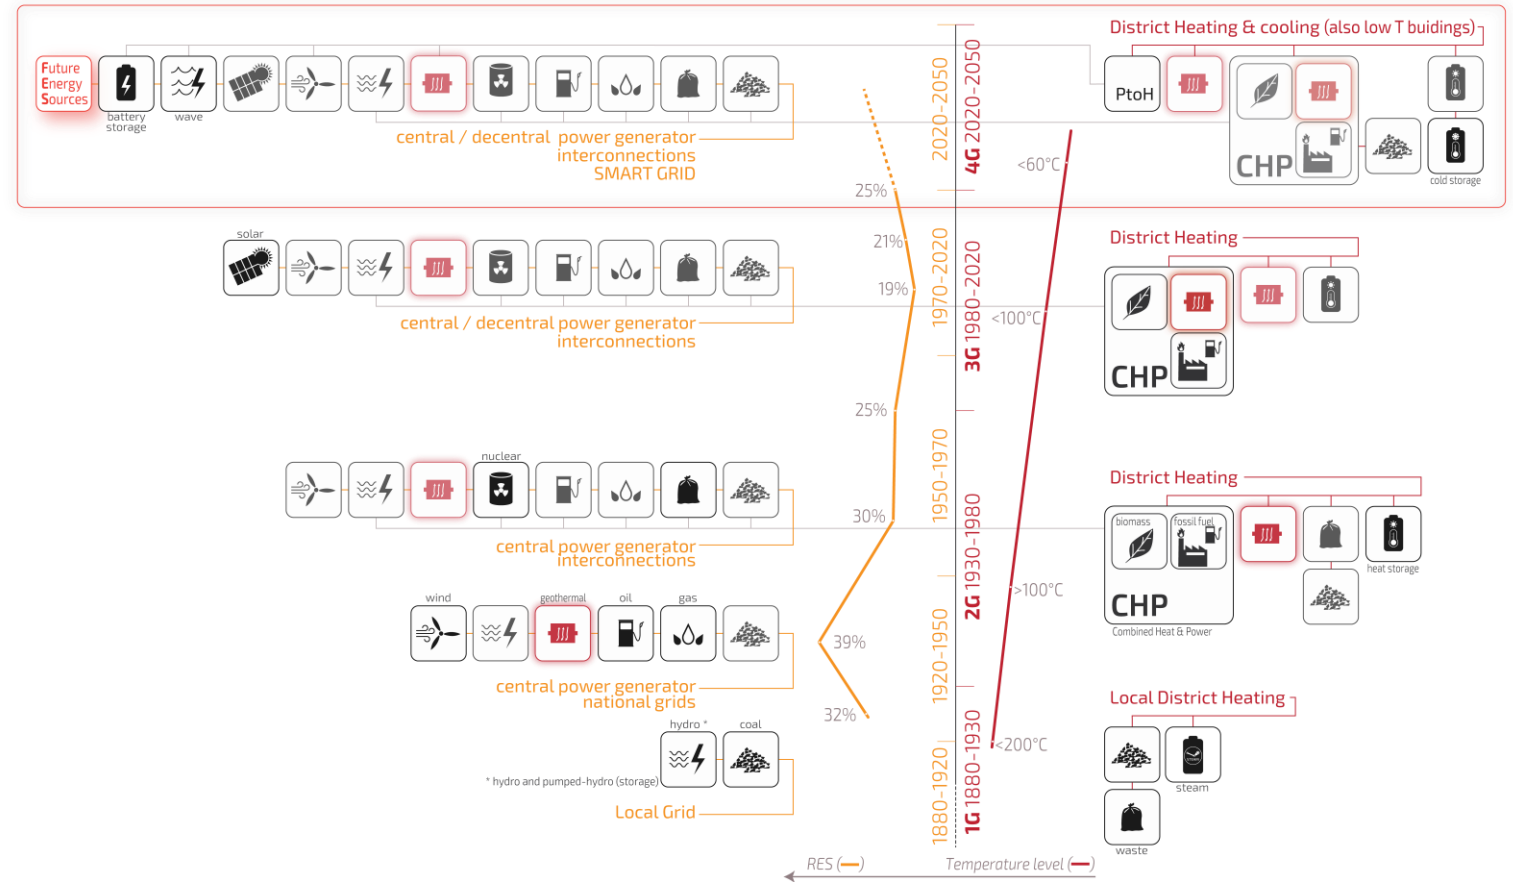 District Heating & cooling (also low T buidings)
Future
Energy
Sources
battery
storage
wave
central / decentral power generator
interconnections
SMART GRID
25%
2020-2050
4G 2020-2050
<60°C
PtoH
CHP
cold storage
solar
central / decentral power generator
interconnections
21%
19%
25%
1970-2020
3G 1980-2020
<100°C
District Heating
CHP
nuclear
central power generator
interconnections
30%
1950-1970
2G 1930-1980
>100°C
District Heating
biomass
fossil fuel
CHP
Combined Heat & Power
heat storage
wind
geothermal
oil
gas
central power generator
national grids
39%
1920-1950
32%
hydro *
coal
* hydro and pumped-hydro (storage)
Local Grid
1880-1920
1G 1880-1930
<200°C
Local District Heating
steam
waste
RES (—)
Temperature level (—)